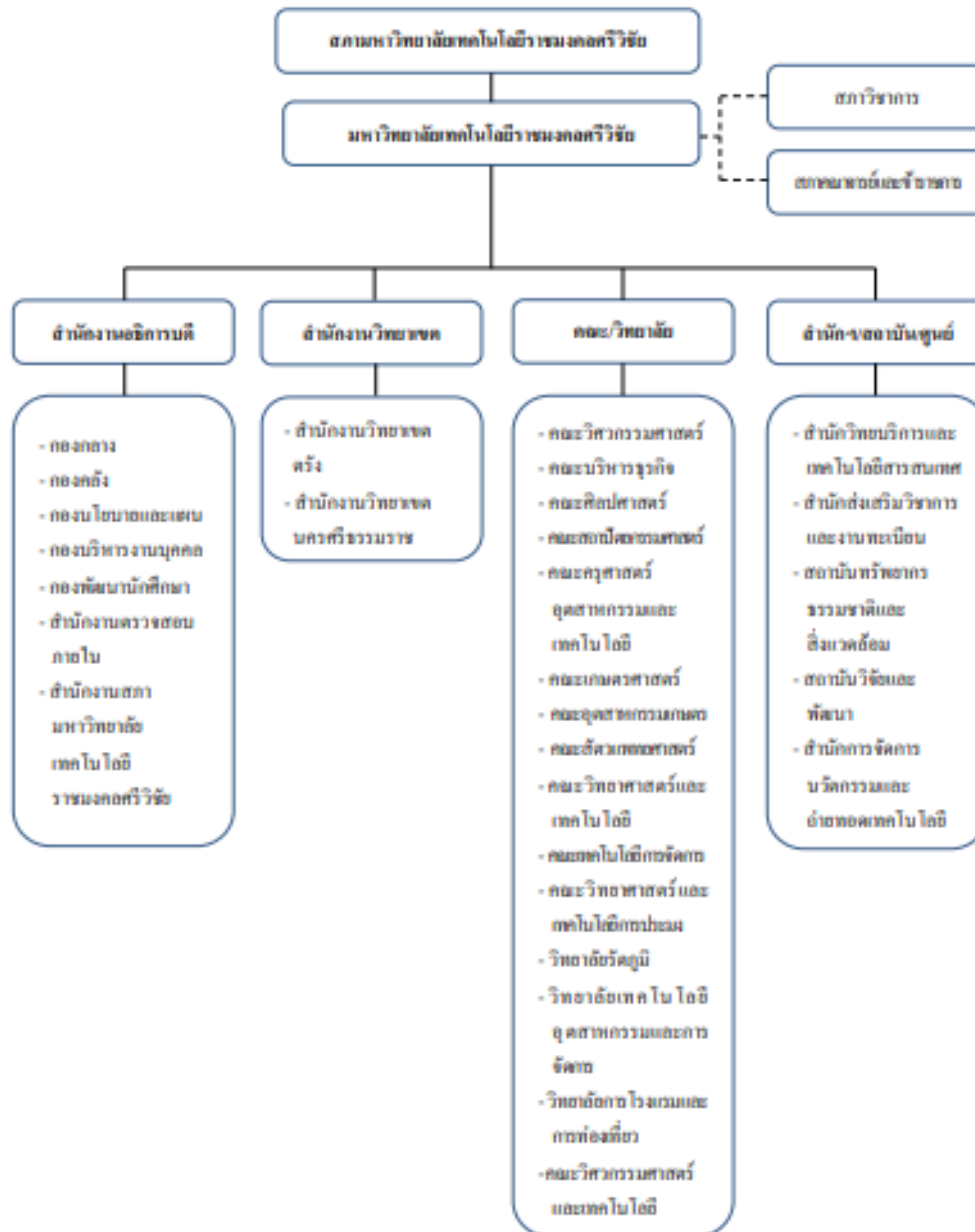 สภามหาวิทยาลัยเทคโนโลยีราชมงคลศรีวิชัย
มหาวิทยาลัยเทคโนโลยีราชมงคลศรีวิชัย
สภาวิชาการ
สภาคณาจารย์และข้าราชการ
สำนักงานอธิการบดี
- กองกลาง
- กองคลัง
- กองนโยบายและแผน
- กองบริหารงานบุคคล
- กองพัฒนานักศึกษา
- สำนักงานตรวจสอบ
ภายใน
- สำนักงานสภา
มหาวิทยาลัย
เทคโนโลยี
ราชมงคลศรีวิชัย
สำนักงานวิทยาเขต
- สำนักงานวิทยาเขต
ตรัง
- สำนักงานวิทยาเขต
นครศรีธรรมราช
คณะ/วิทยาลัย
- คณะวิศวกรรมศาสตร์
- คณะบริหารธุรกิจ
- คณะศิลปศาสตร์
- คณะสถาปัตยกรรมศาสตร์
- คณะครุศาสตร์
อุตสาหกรรมและ
เทคโนโลยี
- คณะเกษตรศาสตร์
- คณะอุตสาหกรรมเกษตร
- คณะสัตวแพทยศาสตร์
- คณะวิทยาศาสตร์และ
เทคโนโลยี
- คณะเทคโนโลยีการจัดการ
- คณะวิทยาศาสตร์และ
เทคโนโลยีการประมง
- วิทยาลัยรัตภูมิ
- วิทยาลัยเทคโนโลยี
อุตสาหกรรมและการ
จัดการ
- วิทยาลัยการโรงแรมและ
การท่องเที่ยว
-คณะวิศวกรรมศาสตร์
และเทคโนโลยี
สำนักฯ/สถาบัน/ศูนย์
- สำนักวิทยบริการและ
เทคโนโลยีสารสนเทศ
- สำนักส่งเสริมวิชาการ
และงานทะเบียน
- สถาบันทรัพยากร
ธรรมชาติและ
สิ่งแวดล้อม
- สถาบันวิจัยและ
พัฒนา
- สำนักการจัดการ
นวัตกรรมและ
ถ่ายทอดเทคโนโลยี